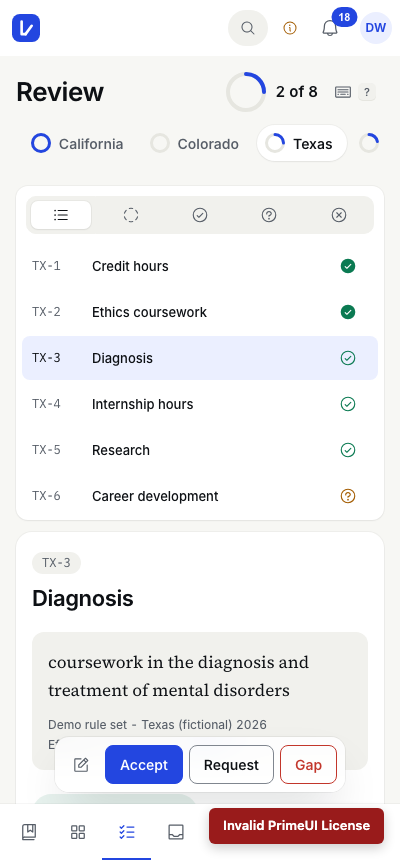 18
DW
Review
2 of 8
?
California
Colorado
Texas
TX-1 Credit hours
TX-2 Ethics coursework
TX-3 Diagnosis
TX-4 Internship hours
TX-5 Research
TX-6 Career development
TX-3
Diagnosis
coursework in the diagnosis and
treatment of mental disorders
Demo rule set - Texas (fictional) 2026
Accept
Request
Gap
Invalid PrimeUI License